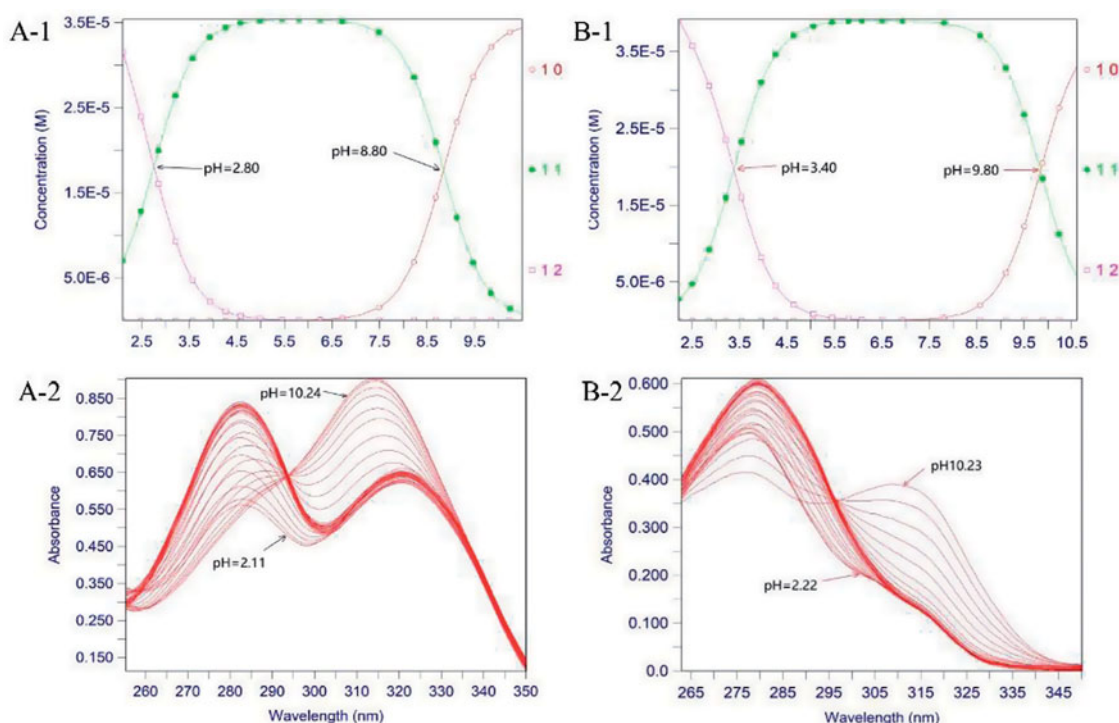 A-1
3.5E-5
2.5E-5
1.5E-5
5.0E-6
Concentration (M)
pH=2.80
pH=8.80
10
11
12
2.5 3.5 4.5 5.5 6.5 7.5 8.5 9.5
B-1
3.5E-5
2.5E-5
1.5E-5
5.0E-6
Concentration (M)
pH=3.40
pH=9.80
10
11
12
2.5 3.5 4.5 5.5 6.5 7.5 8.5 9.5 10.5
A-2
0.850
0.750
0.650
0.550
0.450
0.350
0.250
0.150
Absorbance
pH=10.24
pH=2.11
260 270 280 290 300 310 320 330 340 350
Wavelength (nm)
B-2
0.600
0.500
0.400
0.300
0.200
0.100
0.0
Absorbance
pH10.23
pH=2.22
265 275 285 295 305 315 325 335 345
Wavelength (nm)